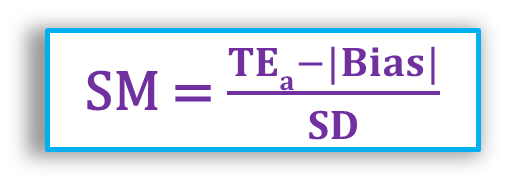 SM = TEₐ−|Bias| / SD